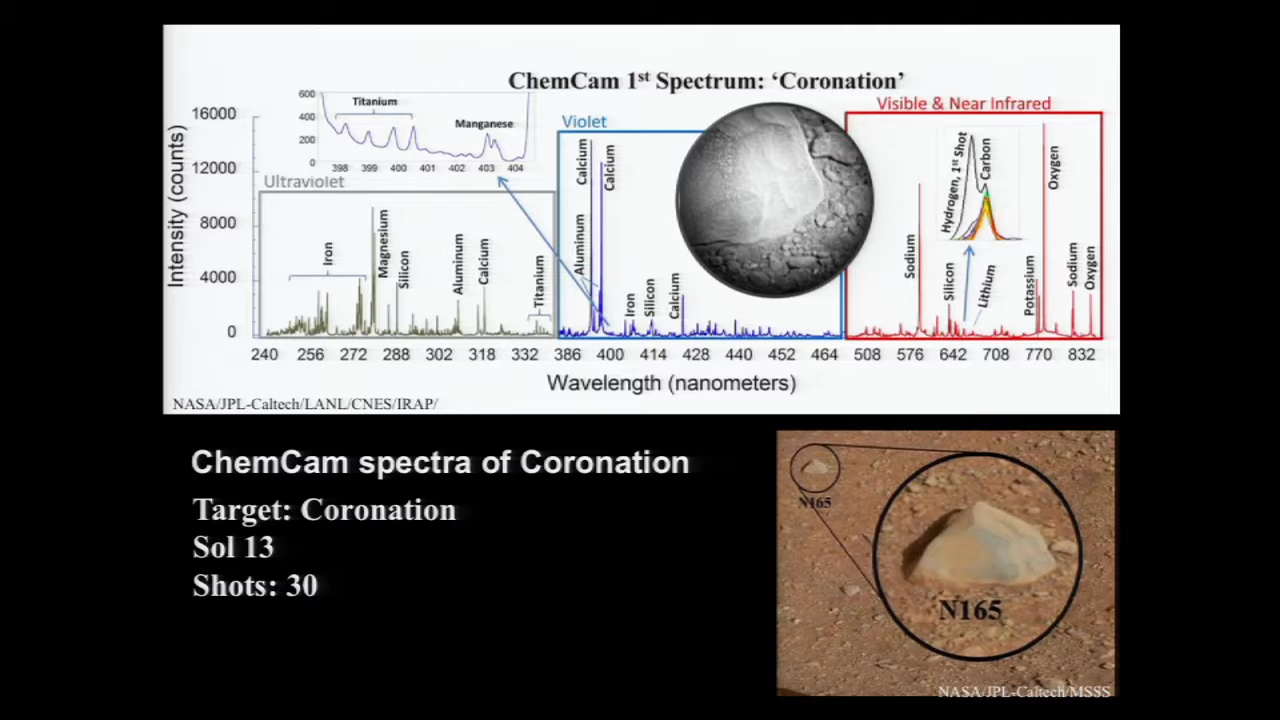 ChemCam 1st Spectrum: 'Coronation'
Intensity (counts)
16000
12000
8000
4000
0
600
400
200
0
Titanium
Manganese
398 399 400 401 402 403 404
Ultraviolet
Iron
Magnesium
Silicon
Aluminum
Calcium
Titanium
Violet
Aluminum
Calcium
Calcium
Iron
Silicon
Calcium
Visible & Near Infrared
Sodium
Silicon
Hydrogen, 1st Shot
Carbon
Lithium
Potassium
Oxygen
Sodium
Oxygen
240 256 272 288 302 318 332 386 400 414 428 440 452 464 508 576 642 708 770 832
Wavelength (nanometers)
NASA/JPL-Caltech/LANL/CNES/IRAP/
ChemCam spectra of Coronation
Target: Coronation
Sol 13
Shots: 30
N165
N165
NASA/JPL-Caltech/MSSS